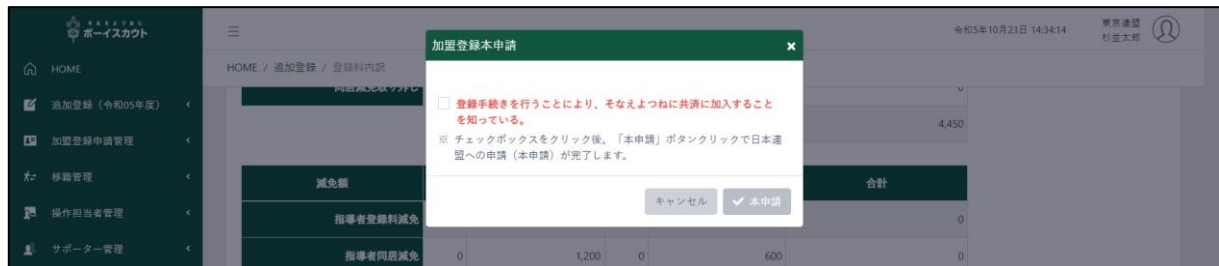 そなえよつねに
ボーイスカウト
令和5年10月23日 14:34:14
東京連盟
杉並太郎
加盟登録本申請
HOME
HOME / 追加登録 / 登録料内訳
追加登録（令和05年度）
登録手続きを行うことにより、そなえよつねに共済に加入すること
を知っている。
4,450
加盟登録申請管理
※ チェックボックスをクリック後、「本申請」ボタンクリックで日本連
盟への申請（本申請）が完了します。
移籍管理
減免額
合計
キャンセル
本申請
操作担当者管理
指導者登録料減免
0
サポーター管理
指導者同居減免 0 1,200 0 600 0